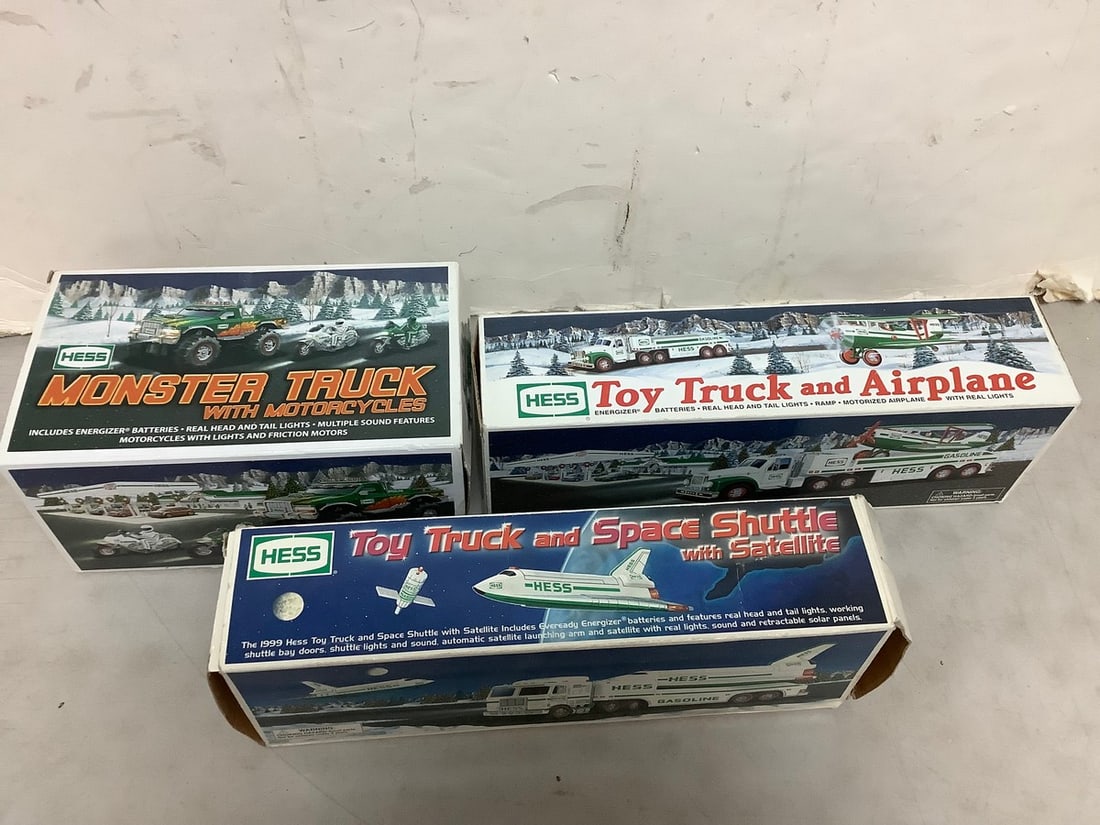 HESS
MONSTER TRUCK
WITH MOTORCYCLES
INCLUDES ENERGIZER® BATTERIES • REAL HEAD AND TAIL LIGHTS • MULTIPLE SOUND FEATURES
MOTORCYCLES WITH LIGHTS AND FRICTION MOTORS
HESS GASOLINE
HESS
Toy Truck and Airplane
ENERGIZER® BATTERIES • REAL HEAD AND TAIL LIGHTS • RAMP • MOTORIZED AIRPLANE WITH REAL LIGHTS
HESS
HESS
GASOLINE
WARNING:
HESS
Toy Truck and Space Shuttle
with Satellite
HESS
HESS
The 1999 Hess Toy Truck and Space Shuttle with Satellite Includes Eveready Energizer® batteries and features real head and tail lights, working
shuttle bay doors, shuttle lights and sound, automatic satellite launching arm and satellite with real lights, sound and retractable solar panels.
HESS
HESS
HESS
GASOLINE
WARNING: